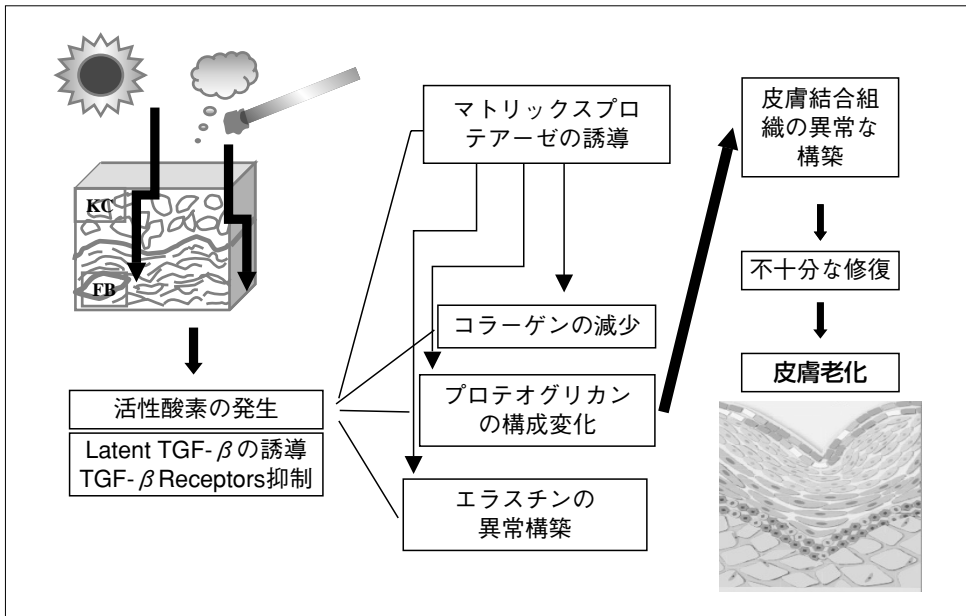 KC
FB
活性酸素の発生
Latent TGF-βの誘導
TGF-βReceptors抑制
マトリックスプロ
テアーゼの誘導
コラーゲンの減少
プロテオグリカン
の構成変化
エラスチンの
異常構築
皮膚結合組
織の異常な
構築
不十分な修復
皮膚老化